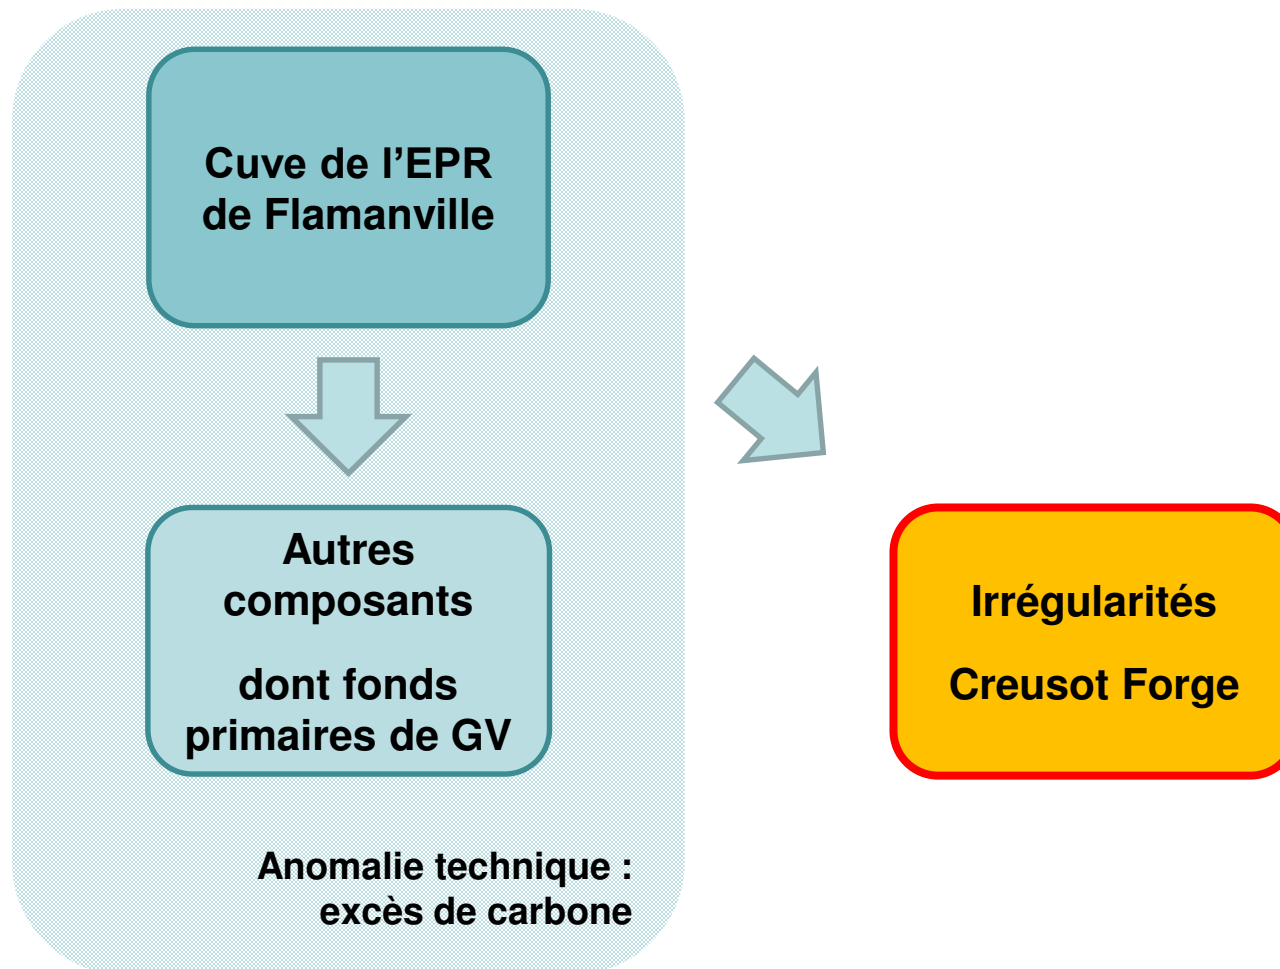 Cuve de l’EPR
de Flamanville
Autres
composants
dont fonds
primaires de GV
Anomalie technique :
excès de carbone
Irrégularités
Creusot Forge